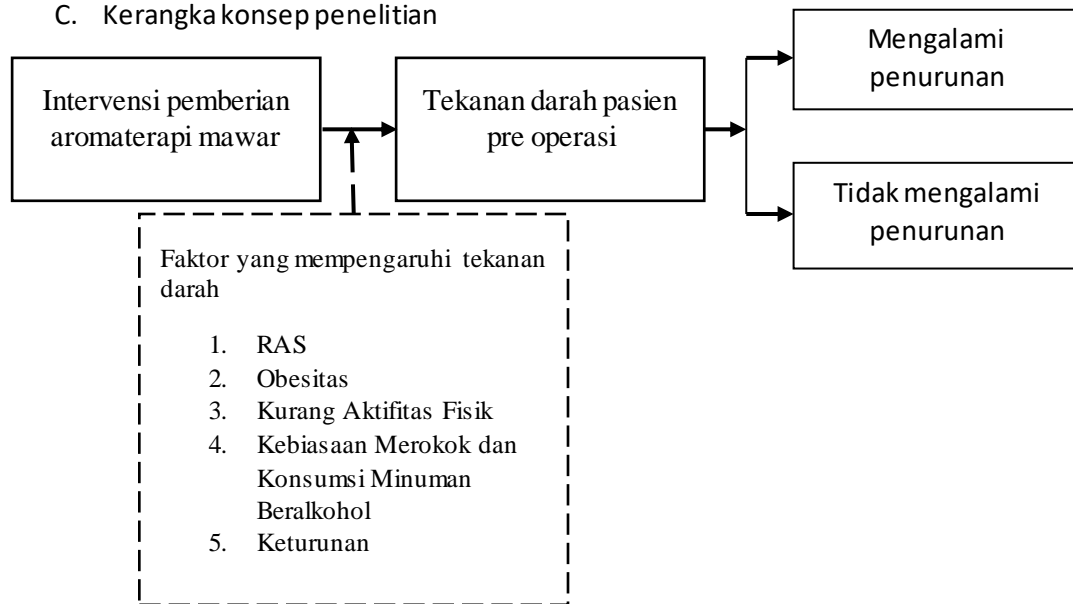 C. Kerangka konsep penelitian
Intervensi pemberian
aromaterapi mawar
Tekanan darah pasien
pre operasi
Mengalami
penurunan
Tidak mengalami
penurunan
Faktor yang mempengaruhi tekanan
darah
1. RAS
2. Obesitas
3. Kurang Aktifitas Fisik
4. Kebiasaan Merokok dan
Konsumsi Minuman
Beralkohol
5. Keturunan